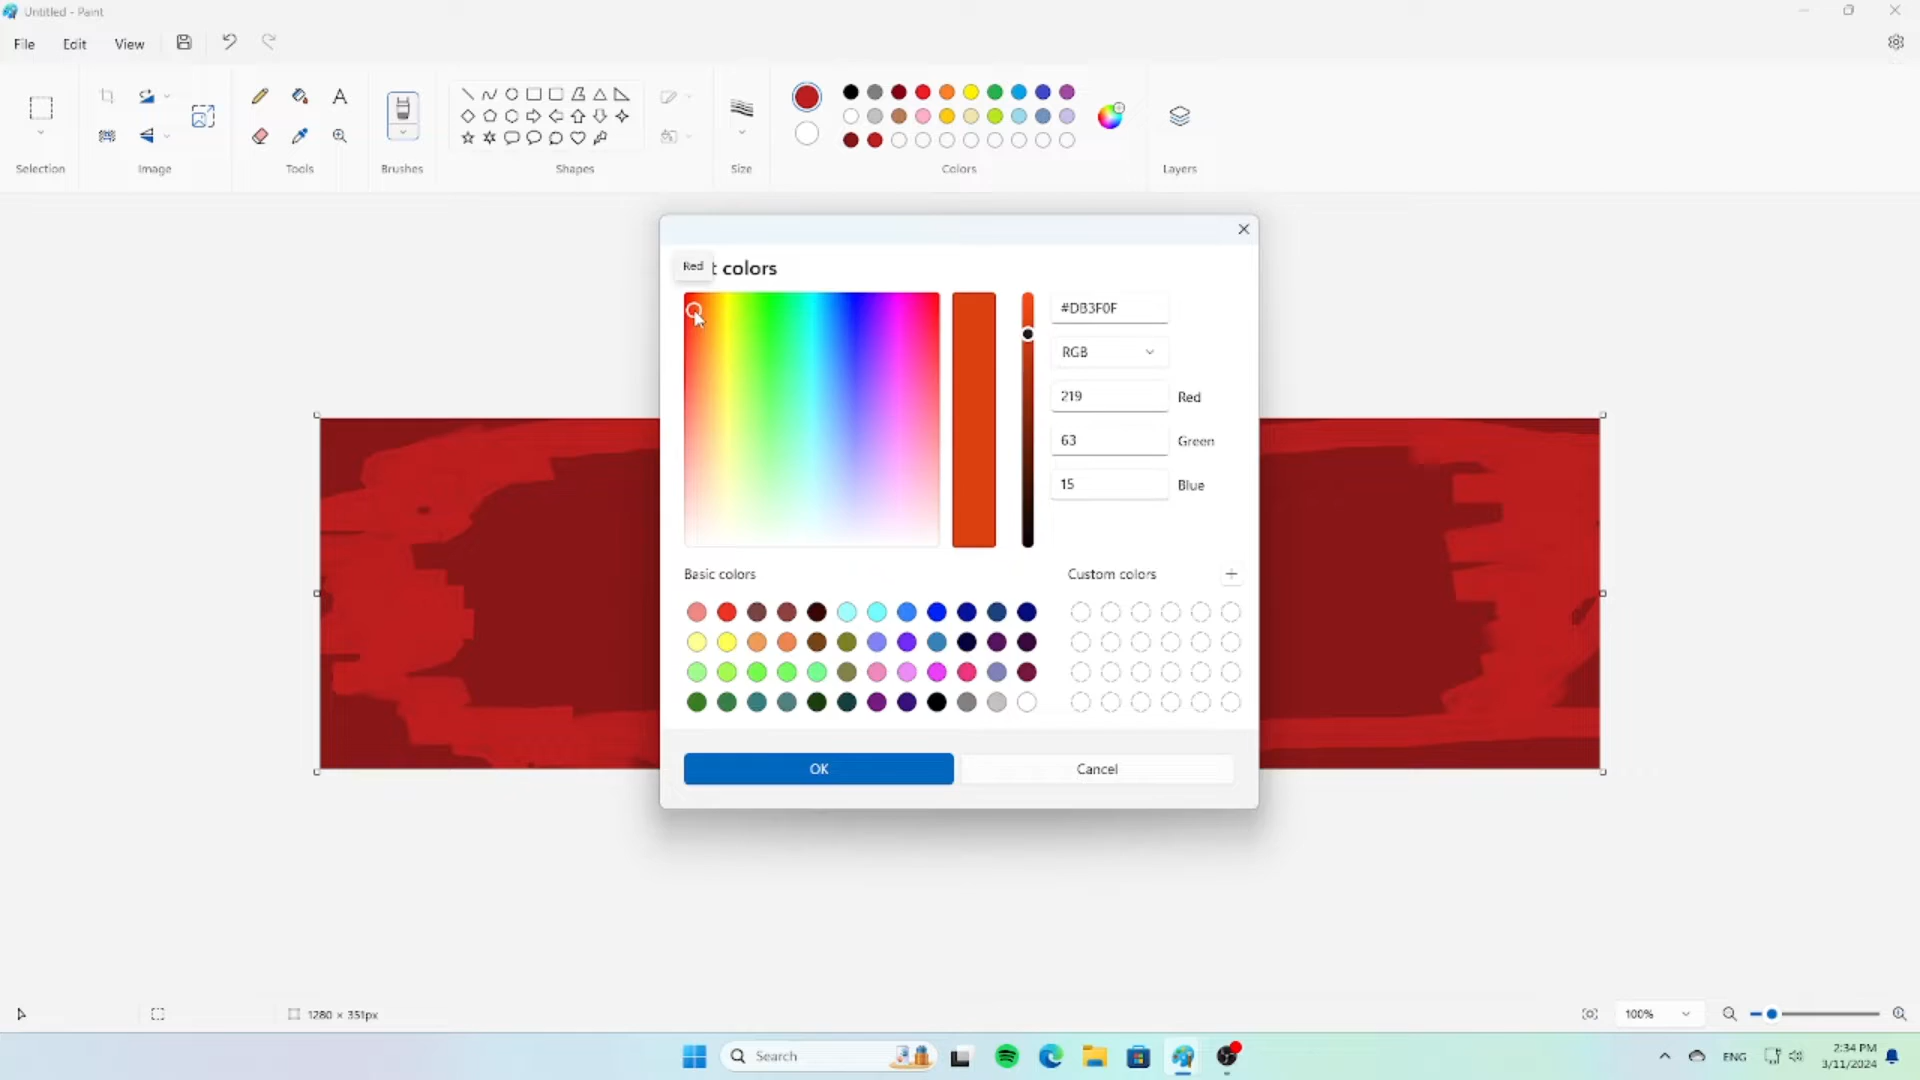 Untitled - Paint
File Edit View
Selection Image Tools Brushes Shapes Size Colors Layers
Red t colors
#DB3F0F
RGB
219 Red
63 Green
15 Blue
Basic colors Custom colors
OK Cancel
1280 × 351px 100%
Search ENG 2:34 PM
3/11/2024